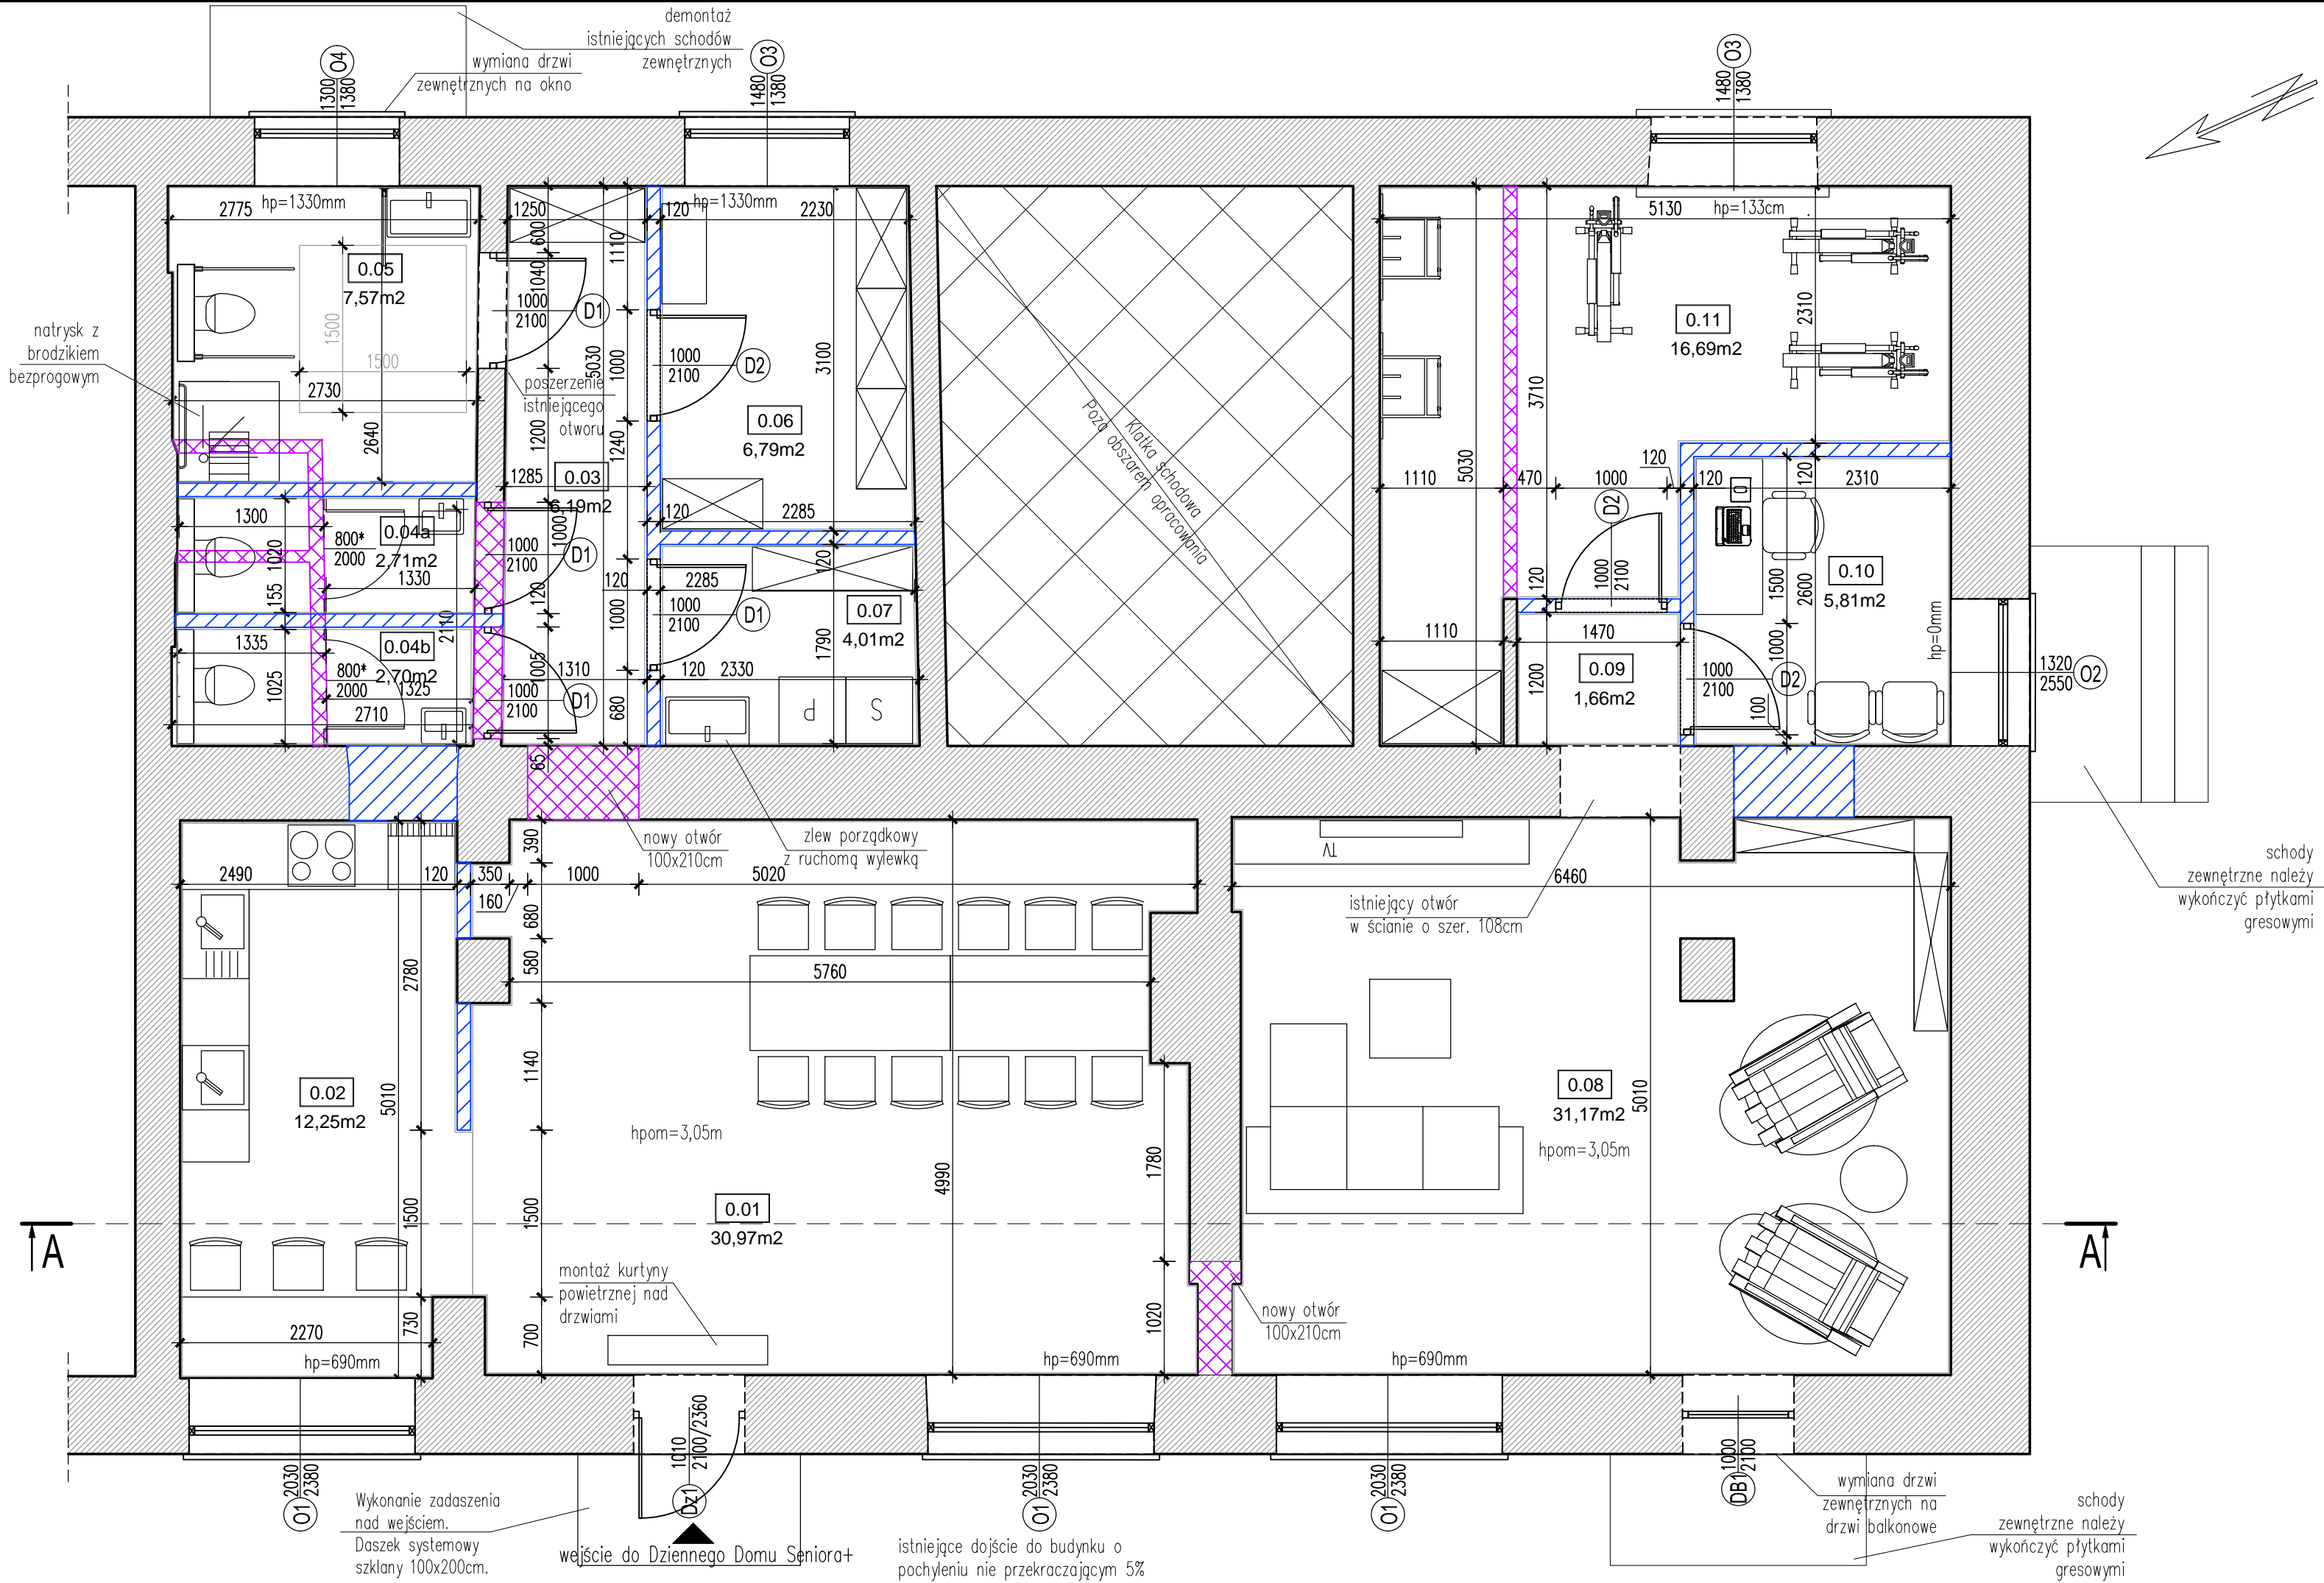 demontaż
istniejących schodów
zewnętrznych
wymiana drzwi
zewnętrznych na okno
O4
1300
1380
O3
1480
1380
O3
1480
1380
2775
hp=1330mm
1250
120
hp=1330mm
2230
5130
hp=133cm
600
1110
1040
0.05
7,57m2
1500
1500
2730
2640
natrysk z
brodzikiem
bezprogowym
1000
2100
D1
5030
1000
poszerzenie
istniejącego
otworu
1200
1240
1285
0.03
6,19m2
1000
2100
D2
3100
0.06
6,79m2
120
2285
Klatka schodowa
Poza obszarem opracowania
0.11
16,69m2
2310
3710
5030
1110
470
1000
120
120
120
2310
D2
1000
2100
120
1500
2600
0.10
5,81m2
hp=0mm
1300
800*
2000
0.04a
2,71m2
1020
1330
155
1000
1000
2100
D1
120
120
2285
120
1000
1000
2100
D1
0.07
4,01m2
1790
2110
1335
0.04b
800*
2,70m2
2000
1325
1025
2710
1005
1310
1000
2100
D1
680
120
2330
P
S
65
1110
1470
1200
0.09
1,66m2
1000
1000
2100
D2
100
1320
2550
O2
nowy otwór
100x210cm
zlew porządkowy
z ruchomą wylewką
390
2490
120
350
160
1000
5020
680
580
5760
2780
TV
6460
istniejący otwór
w ścianie o szer. 108cm
schody
zewnętrzne należy
wykończyć płytkami
gresowymi
1140
0.02
12,25m2
5010
hpom=3,05m
0.08
31,17m2
5010
hpom=3,05m
1780
4990
1500
1500
0.01
30,97m2
A
A
montaż kurtyny
powietrznej nad
drzwiami
1020
nowy otwór
100x210cm
730
700
2270
hp=690mm
hp=690mm
hp=690mm
O1
2030
2380
1010
2100/2360
Dz1
O1
2030
2380
O1
2030
2380
DB1
1000
2100
wymiana drzwi
zewnętrznych na
drzwi balkonowe
schody
zewnętrzne należy
wykończyć płytkami
gresowymi
Wykonanie zadaszenia
nad wejściem.
Daszek systemowy
szklany 100x200cm.
wejście do Dziennego Domu Seniora+
istniejące dojście do budynku o
pochyleniu nie przekraczającym 5%